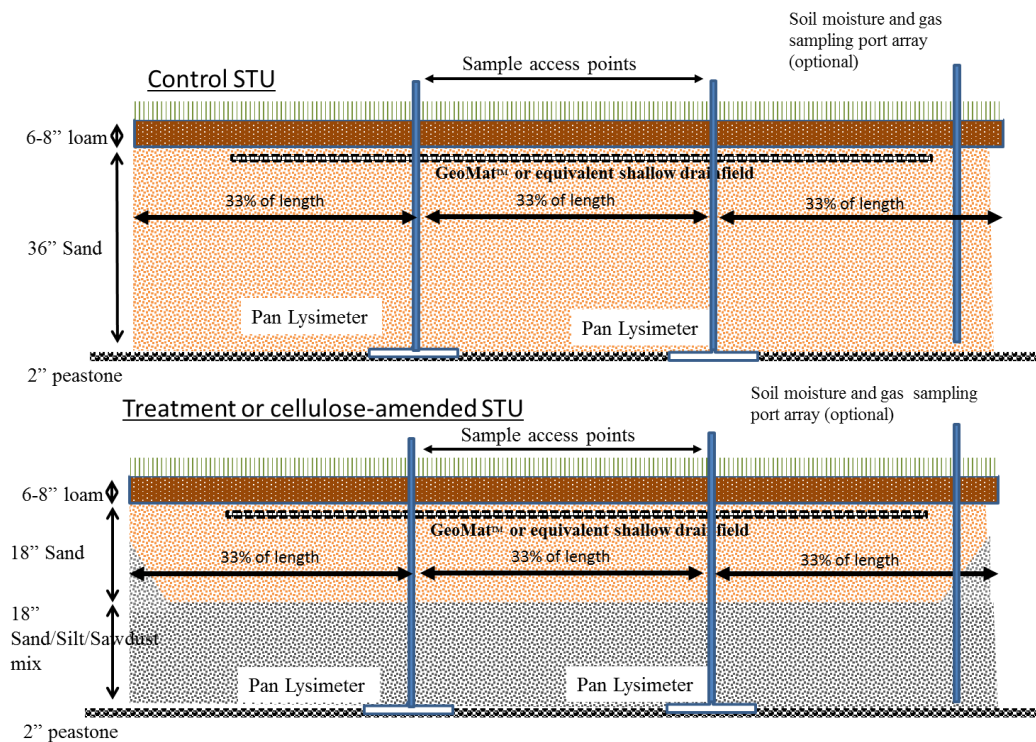 Soil moisture and gas
sampling port array
(optional)
Sample access points
Control STU
6-8” loam
GeoMat™ or equivalent shallow drainfield
33% of length
33% of length
33% of length
36” Sand
Pan Lysimeter
Pan Lysimeter
2” peastone
Treatment or cellulose-amended STU
Soil moisture and gas sampling
port array (optional)
Sample access points
6-8” loam
GeoMat™ or equivalent shallow drainfield
18” Sand
33% of length
33% of length
33% of length
18”
Sand/Silt/Sawdust
mix
Pan Lysimeter
Pan Lysimeter
2” peastone